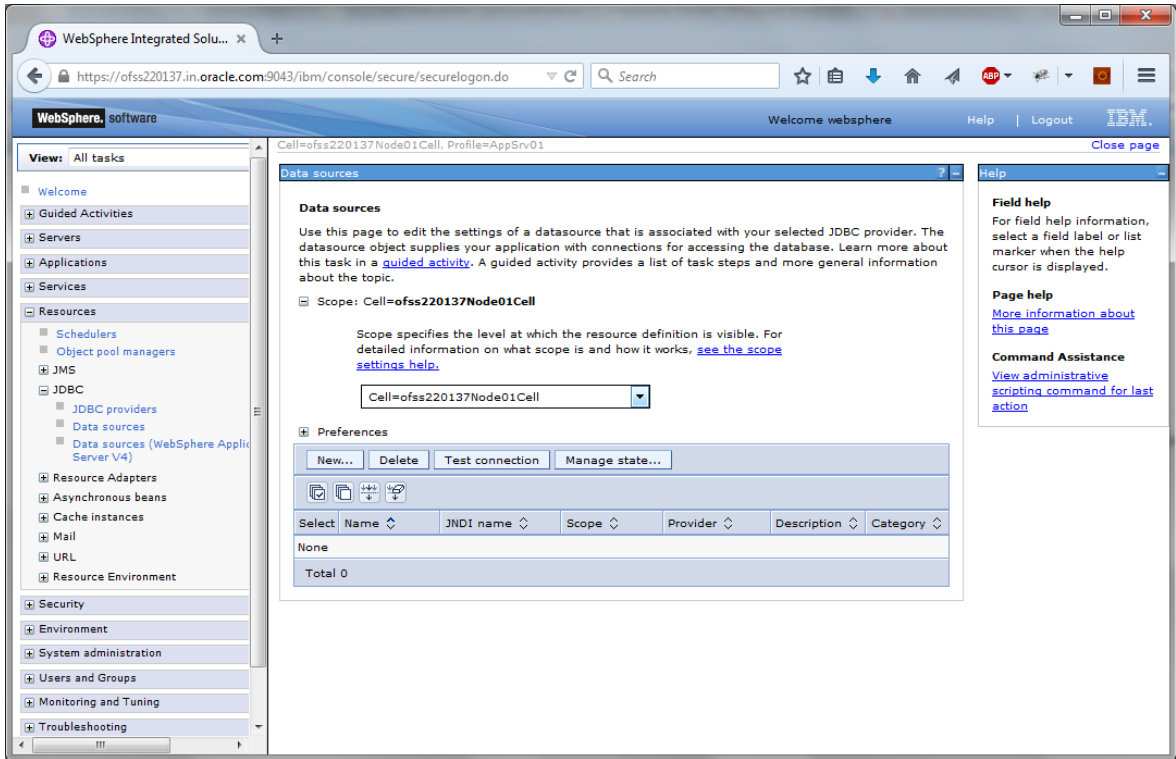 WebSphere Integrated Solu...
https://ofss220137.in.oracle.com:9043/ibm/console/secure/securelogon.do
Search
ABP
WebSphere. software
Welcome websphere
Help | Logout
IBM.
View: All tasks
Cell=ofss220137Node01Cell, Profile=AppSrv01
Close page
Welcome
Guided Activities
Servers
Applications
Services
Resources
Schedulers
Object pool managers
JMS
JDBC
JDBC providers
Data sources
Data sources (WebSphere Applic
Server V4)
Resource Adapters
Asynchronous beans
Cache instances
Mail
URL
Resource Environment
Security
Environment
System administration
Users and Groups
Monitoring and Tuning
Troubleshooting
Data sources
? -
Data sources
Use this page to edit the settings of a datasource that is associated with your selected JDBC provider. The
datasource object supplies your application with connections for accessing the database. Learn more about
this task in a guided activity. A guided activity provides a list of task steps and more general information
about the topic.
Scope: Cell=ofss220137Node01Cell
Scope specifies the level at which the resource definition is visible. For
detailed information on what scope is and how it works, see the scope
settings help.
Cell=ofss220137Node01Cell
Preferences
New... Delete Test connection Manage state...
Select Name JNDI name Scope Provider Description Category
None
Total 0
Help
Field help
For field help information,
select a field label or list
marker when the help
cursor is displayed.
Page help
More information about
this page
Command Assistance
View administrative
scripting command for last
action